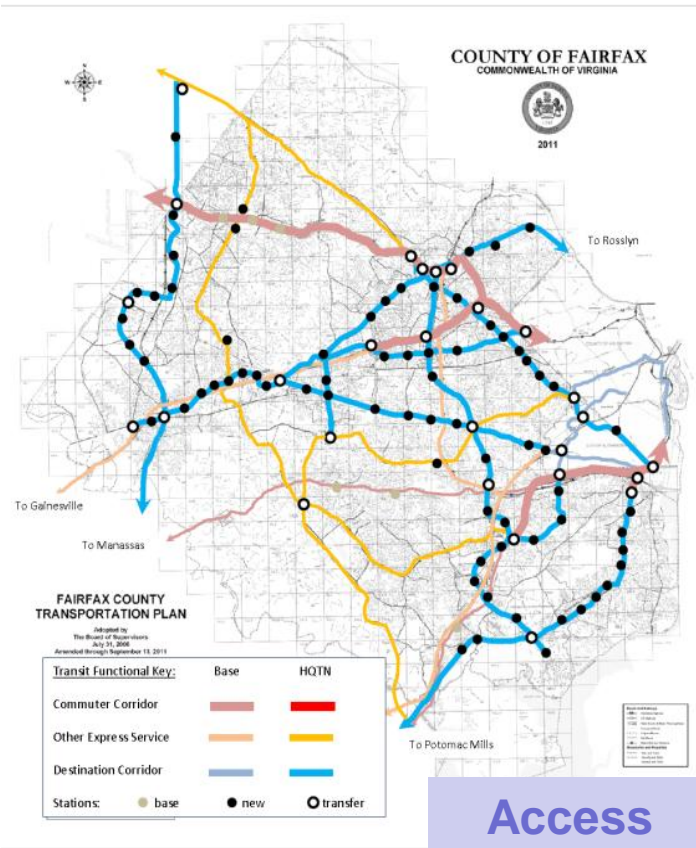 COUNTY OF FAIRFAX
COMMONWEALTH OF VIRGINIA
2011
To Rosslyn
To Gainesville
To Manassas
FAIRFAX COUNTY
TRANSPORTATION PLAN
Adopted by
The Board of Supervisors
July 31, 2006
Amended through September 13, 2011
Transit Functional Key: Base HQTN
Commuter Corridor
Other Express Service
Destination Corridor
Stations: base new transfer
To Potomac Mills
Access